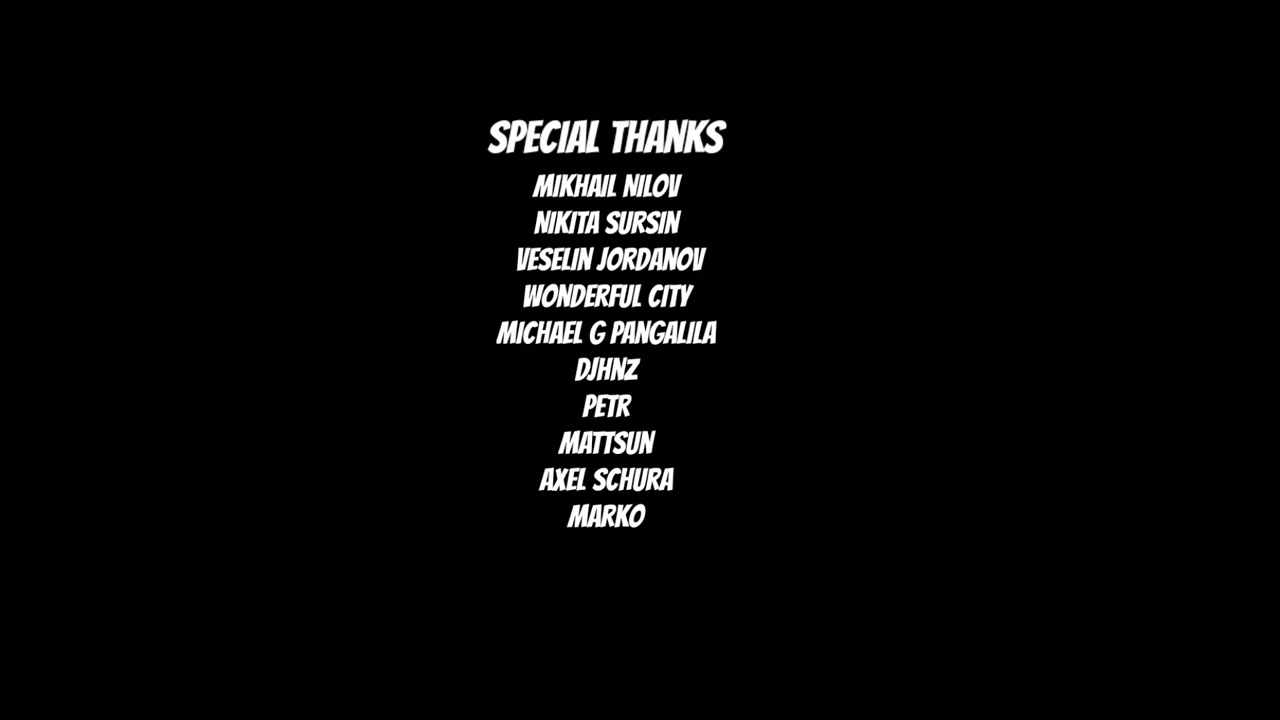 SPECIAL THANKS
MIKHAIL NILOV
NIKITA SURSIN
VESELIN JORDANOV
WONDERFUL CITY
MICHAEL G PANGALILA
DJHNZ
PETR
MATTSUN
AXEL SCHURA
MARKO